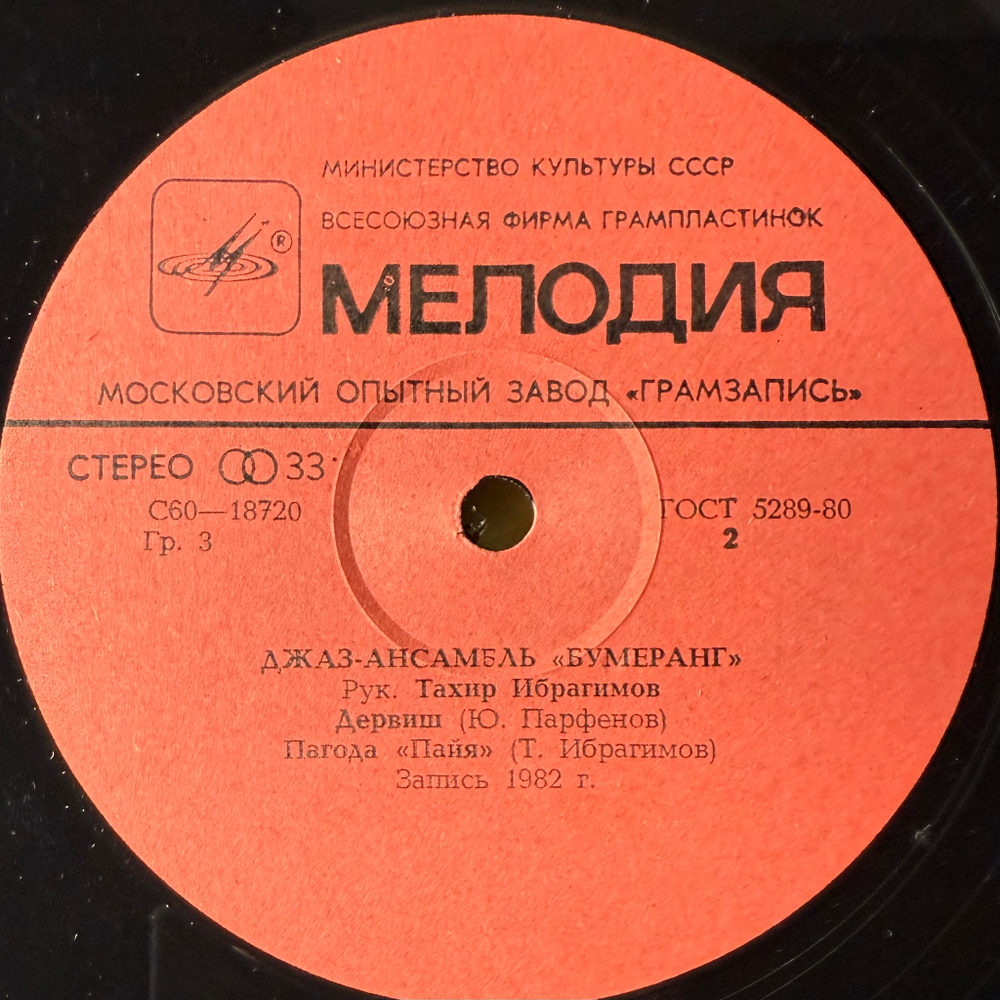 МИНИСТЕРСТВО КУЛЬТУРЫ СССР
ВСЕСОЮЗНАЯ ФИРМА ГРАМПЛАСТИНОК
®
МЕЛОДИЯ
МОСКОВСКИЙ ОПЫТНЫЙ ЗАВОД «ГРАМЗАПИСЬ»
СТЕРЕО 33
С60—18720 ГОСТ 5289-80
Гр. 3 2
ДЖАЗ-АНСАМБЛЬ «БУМЕРАНГ»
Рук. Тахир Ибрагимов
Дервиш (Ю. Парфенов)
Пагода «Пайя» (Т. Ибрагимов)
Запись 1982 г.